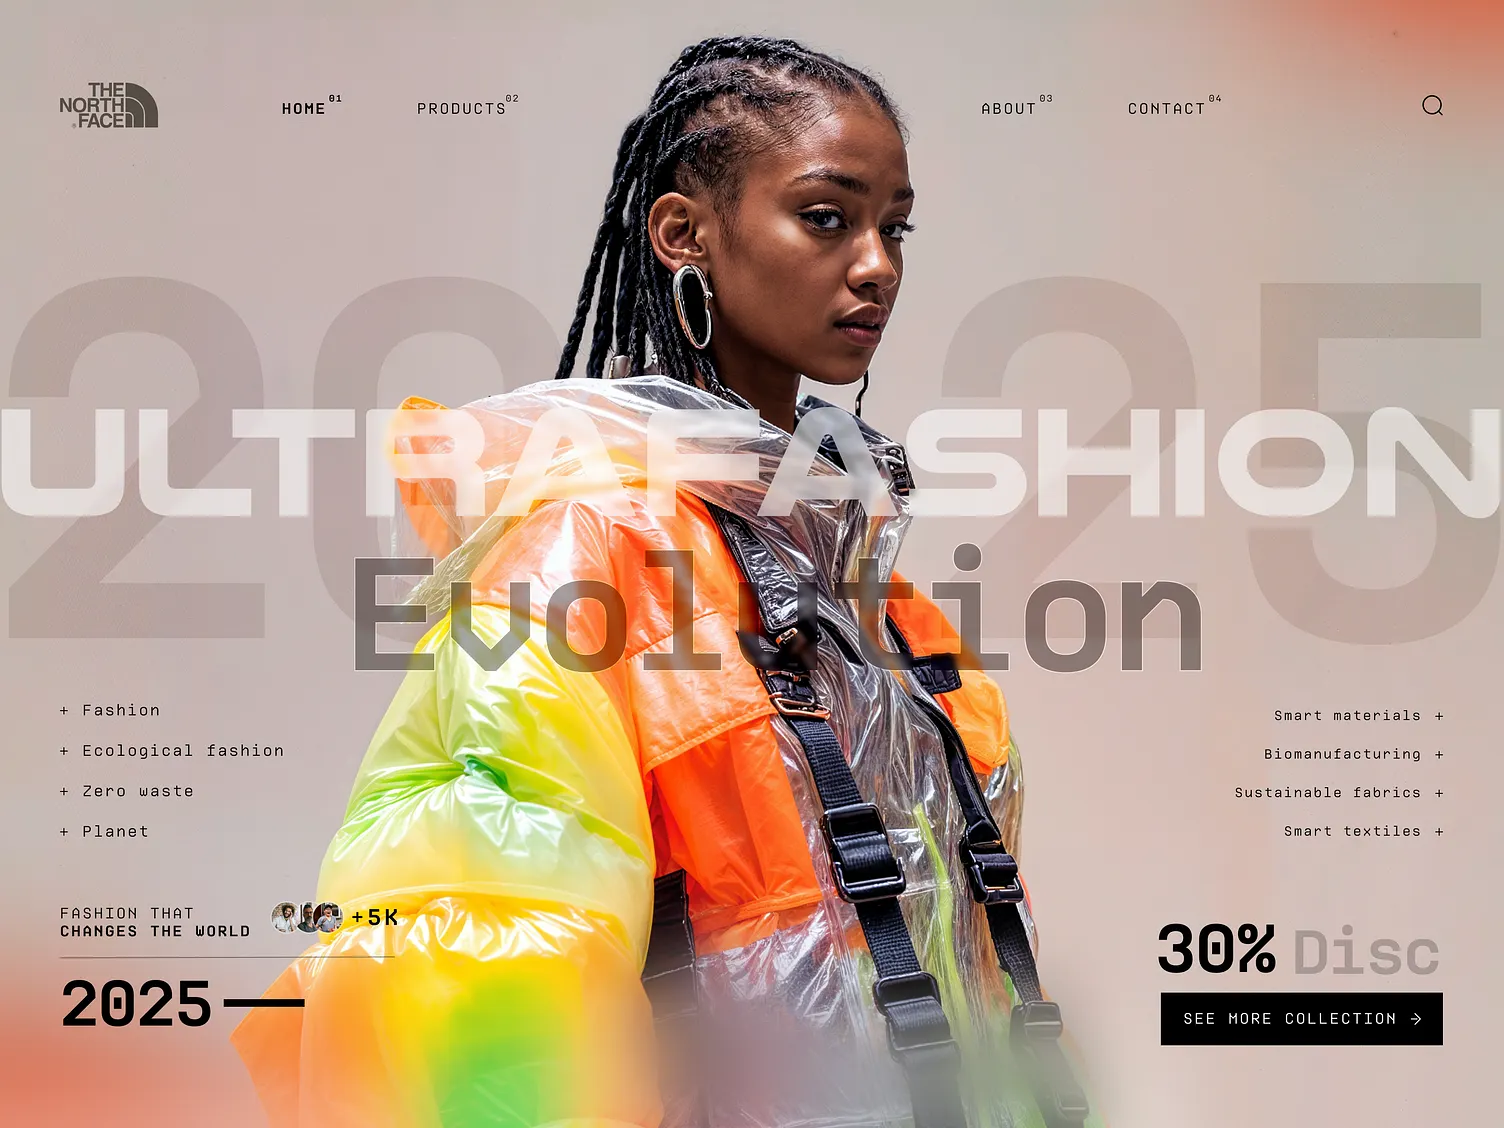 THE
NORTH
FACE
HOME 01
PRODUCTS 02
ABOUT 03
CONTACT 04
2025
ULTRAFASHION
Evolution
+ Fashion
+ Ecological fashion
+ Zero waste
+ Planet
Smart materials +
Biomanufacturing +
Sustainable fabrics +
Smart textiles +
FASHION THAT
CHANGES THE WORLD
+5K
2025
30% Disc
SEE MORE COLLECTION →